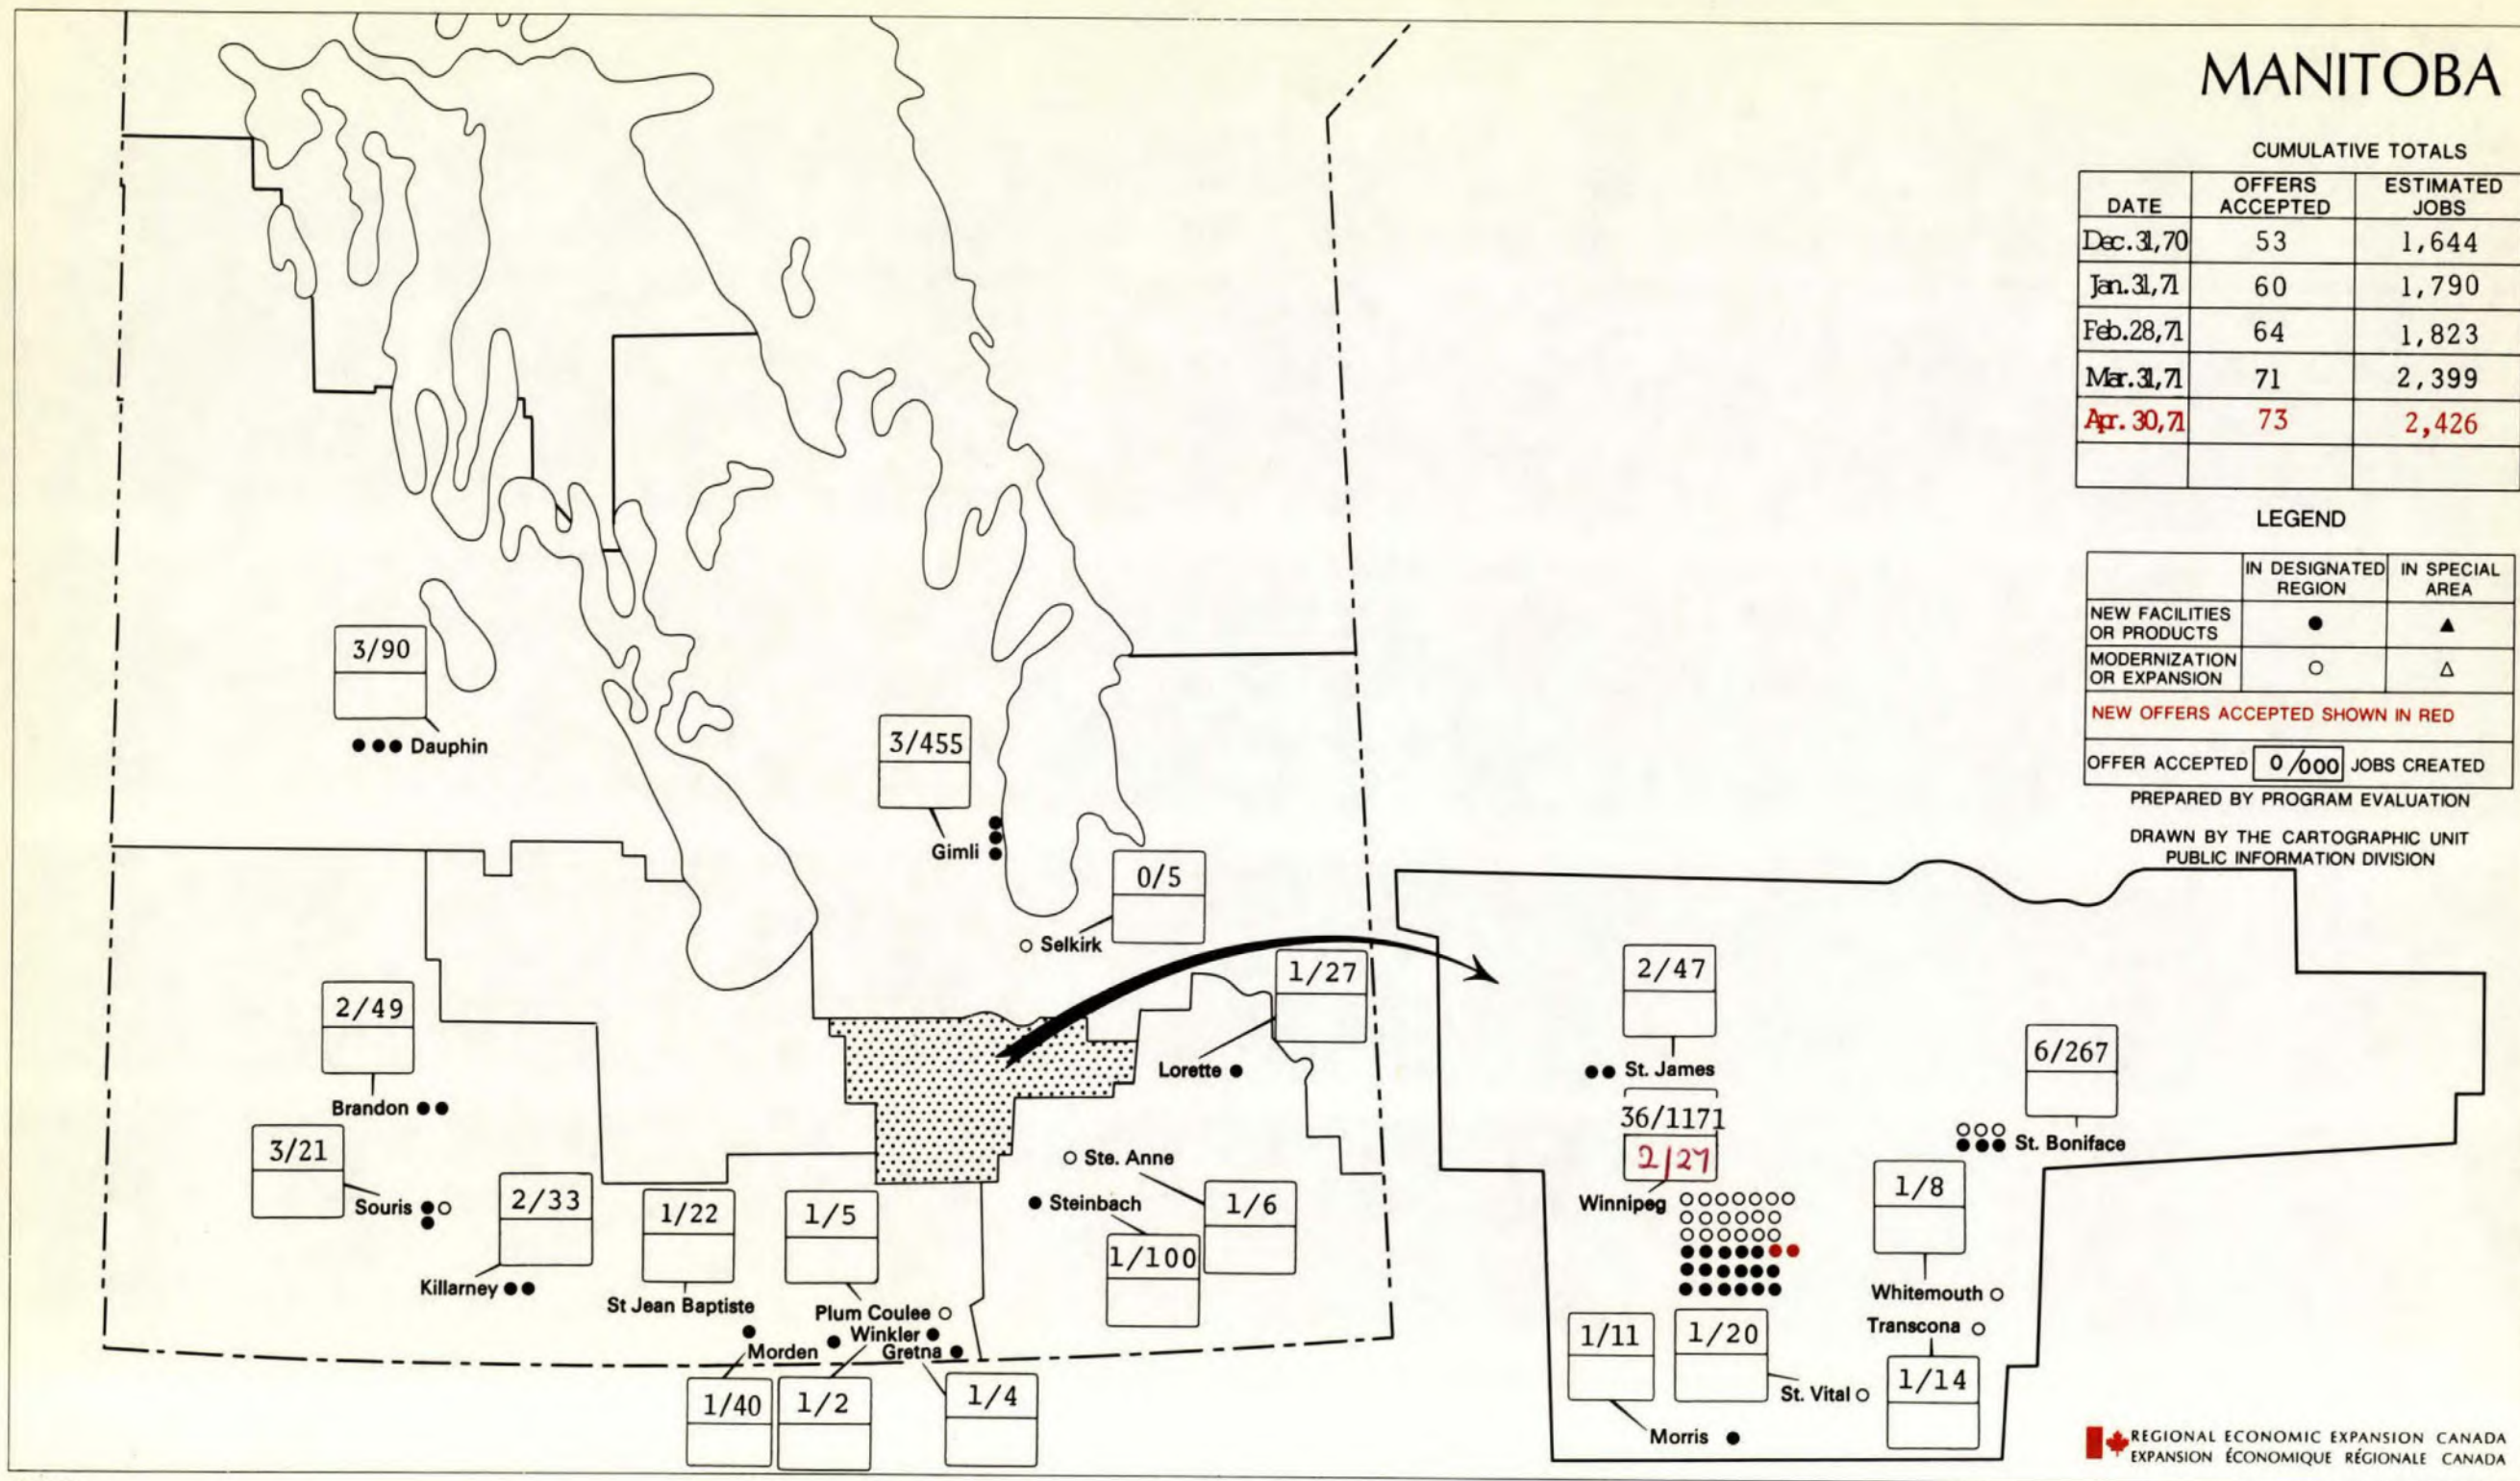 MANITOBA
CUMULATIVE TOTALS
DATE OFFERS ACCEPTED ESTIMATED JOBS
Dec.31,70 53 1,644
Jan.31,71 60 1,790
Feb.28,71 64 1,823
Mar.31,71 71 2,399
Apr.30,71 73 2,426
LEGEND
IN DESIGNATED REGION IN SPECIAL AREA
NEW FACILITIES
OR PRODUCTS
MODERNIZATION
OR EXPANSION
NEW OFFERS ACCEPTED SHOWN IN RED
OFFER ACCEPTED 0/000 JOBS CREATED
PREPARED BY PROGRAM EVALUATION
DRAWN BY THE CARTOGRAPHIC UNIT
PUBLIC INFORMATION DIVISION
3/90
Dauphin
3/455
Gimli
0/5
Selkirk
1/27
Lorette
2/49
Brandon
3/21
Souris
2/33
Killarney
1/22
St Jean Baptiste
1/5
Plum Coulee
Winkler
Morden
Gretna
1/40
1/2
1/4
Ste. Anne
1/6
Steinbach
1/100
2/47
St. James
36/1171
2/27
Winnipeg
6/267
St. Boniface
1/8
Whitemouth
Transcona
1/14
1/11
Morris
1/20
St. Vital
REGIONAL ECONOMIC EXPANSION CANADA
EXPANSION ÉCONOMIQUE RÉGIONALE CANADA